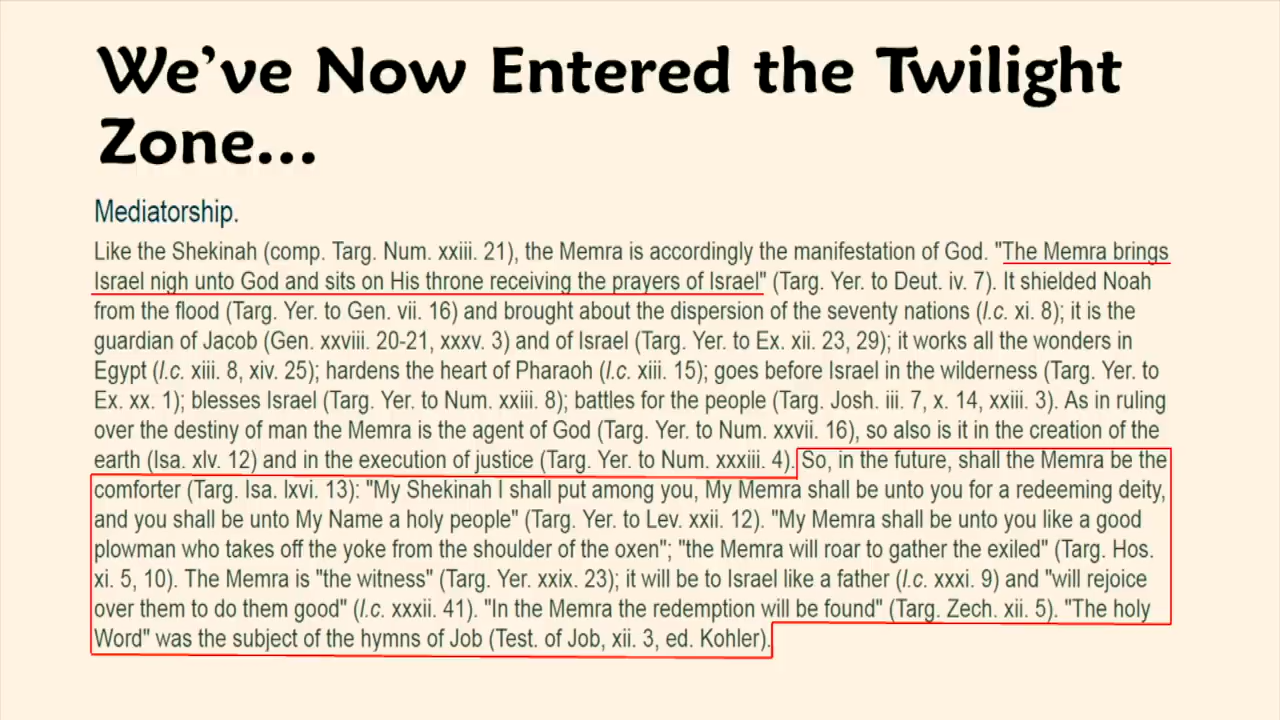 We've Now Entered the Twilight
Zone...
Mediatorship.
Like the Shekinah (comp. Targ. Num. xxiii. 21), the Memra is accordingly the manifestation of God. "The Memra brings
Israel nigh unto God and sits on His throne receiving the prayers of Israel" (Targ. Yer. to Deut. iv. 7). It shielded Noah
from the flood (Targ. Yer. to Gen. vii. 16) and brought about the dispersion of the seventy nations (l.c. xi. 8); it is the
guardian of Jacob (Gen. xxviii. 20-21, xxxv. 3) and of Israel (Targ. Yer. to Ex. xii. 23, 29); it works all the wonders in
Egypt (l.c. xiii. 8, xiv. 25); hardens the heart of Pharaoh (l.c. xiii. 15); goes before Israel in the wilderness (Targ. Yer. to
Ex. xx. 1); blesses Israel (Targ. Yer. to Num. xxiii. 8); battles for the people (Targ. Josh. iii. 7, x. 14, xxiii. 3). As in ruling
over the destiny of man the Memra is the agent of God (Targ. Yer. to Num. xxvii. 16), so also is it in the creation of the
earth (Isa. xlv. 12) and in the execution of justice (Targ. Yer. to Num. xxxiii. 4). So, in the future, shall the Memra be the
comforter (Targ. Isa. lxvi. 13): "My Shekinah I shall put among you, My Memra shall be unto you for a redeeming deity,
and you shall be unto My Name a holy people" (Targ. Yer. to Lev. xxii. 12). "My Memra shall be unto you like a good
plowman who takes off the yoke from the shoulder of the oxen"; "the Memra will roar to gather the exiled" (Targ. Hos.
xi. 5, 10). The Memra is "the witness" (Targ. Yer. xxix. 23); it will be to Israel like a father (l.c. xxxi. 9) and "will rejoice
over them to do them good" (l.c. xxxii. 41). "In the Memra the redemption will be found" (Targ. Zech. xii. 5). "The holy
Word" was the subject of the hymns of Job (Test. of Job, xii. 3, ed. Kohler).